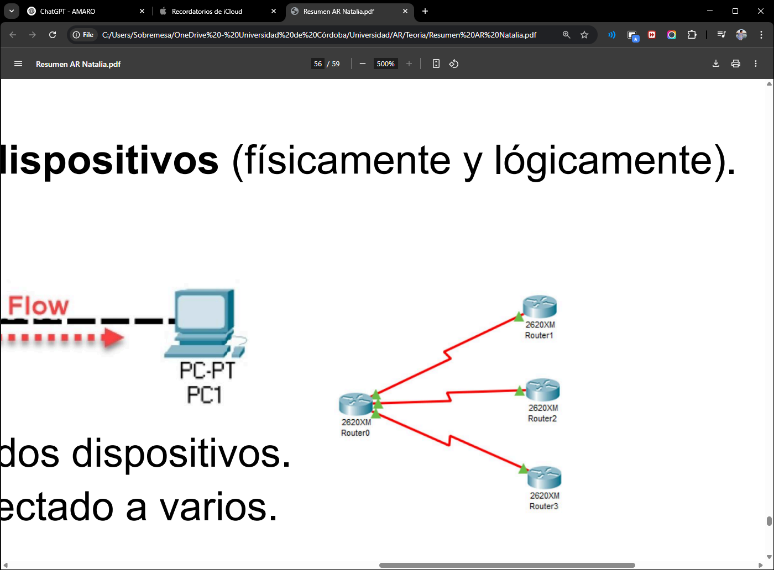 ChatGPT - AMARO
Recordatorios de iCloud
Resumen AR Natalia.pdf
File
C:/Users/Sobremesa/OneDrive%20-%20Universidad%20de%20Córdoba/Universidad/AR/Teoria/Resumen%20AR%20Natalia.pdf
Resumen AR Natalia.pdf
56 / 59
500%
dispositivos (físicamente y lógicamente).
Flow
PC-PT
PC1
2620XM
Router1
2620XM
Router0
2620XM
Router2
2620XM
Router3
dos dispositivos.
ectado a varios.